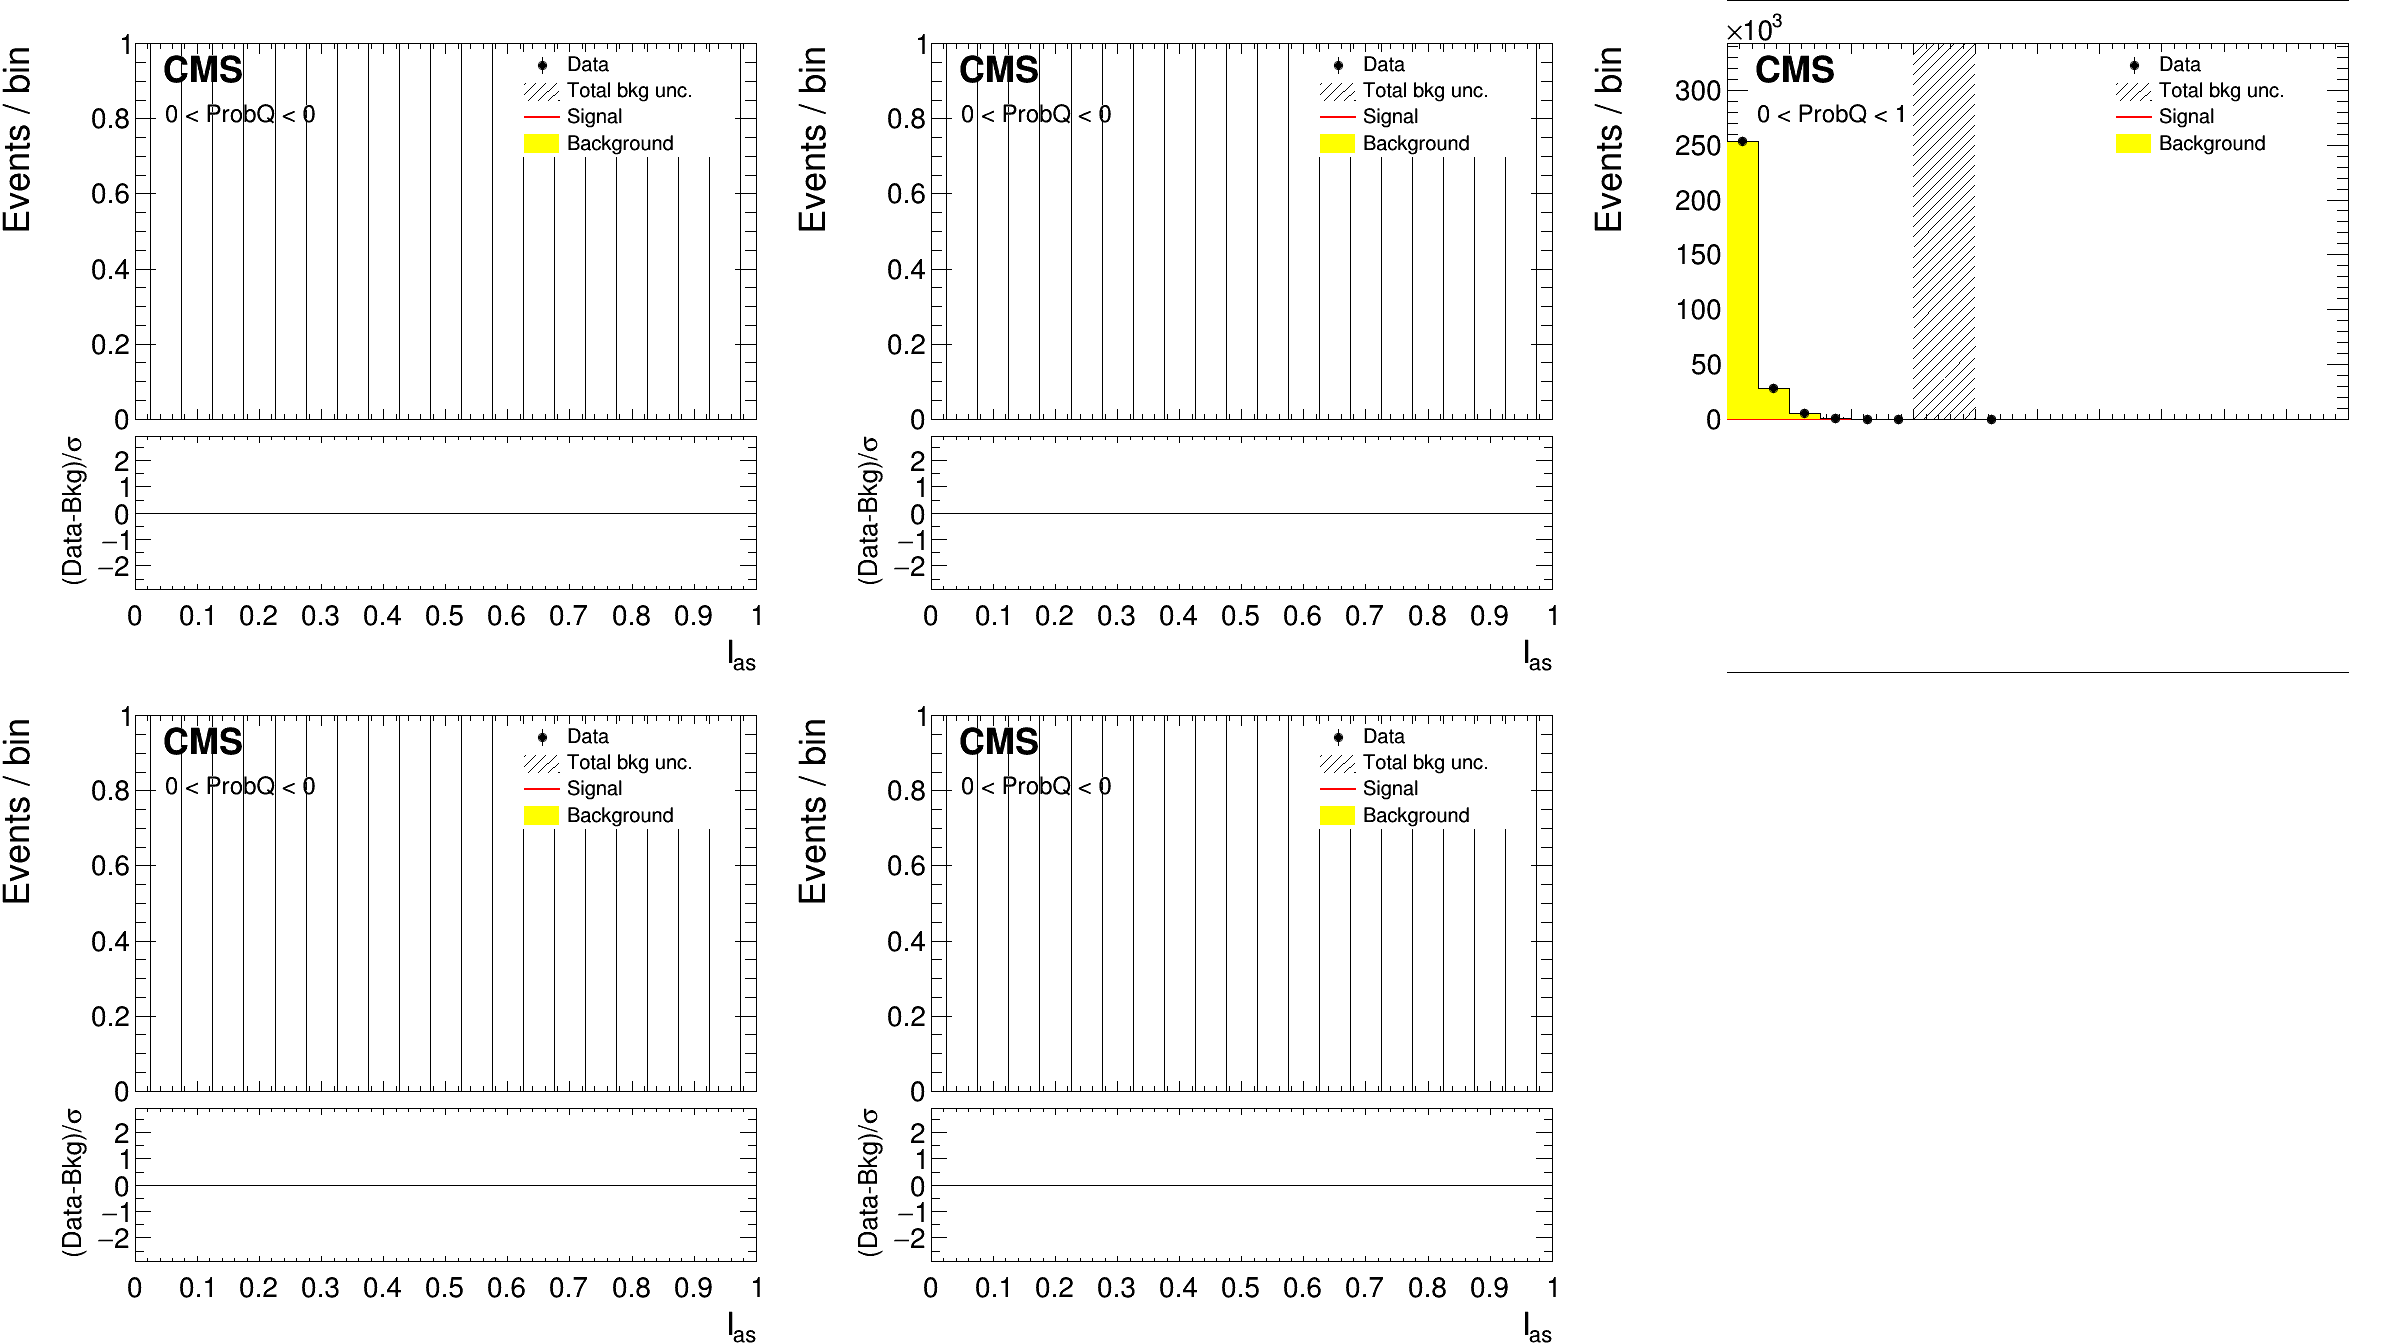 Events / bin
1
0.8
0.6
0.4
0.2
0
CMS
0 < ProbQ < 0
Data
Total bkg unc.
Signal
Background
(Data-Bkg)/σ
2
1
0
−1
−2
0 0.1 0.2 0.3 0.4 0.5 0.6 0.7 0.8 0.9 1
I_as
Events / bin
1
0.8
0.6
0.4
0.2
0
CMS
0 < ProbQ < 0
Data
Total bkg unc.
Signal
Background
(Data-Bkg)/σ
2
1
0
−1
−2
0 0.1 0.2 0.3 0.4 0.5 0.6 0.7 0.8 0.9 1
I_as
Events / bin
×10³
300
250
200
150
100
50
0
CMS
0 < ProbQ < 1
Data
Total bkg unc.
Signal
Background
Events / bin
1
0.8
0.6
0.4
0.2
0
CMS
0 < ProbQ < 0
Data
Total bkg unc.
Signal
Background
(Data-Bkg)/σ
2
1
0
−1
−2
0 0.1 0.2 0.3 0.4 0.5 0.6 0.7 0.8 0.9 1
I_as
Events / bin
1
0.8
0.6
0.4
0.2
0
CMS
0 < ProbQ < 0
Data
Total bkg unc.
Signal
Background
(Data-Bkg)/σ
2
1
0
−1
−2
0 0.1 0.2 0.3 0.4 0.5 0.6 0.7 0.8 0.9 1
I_as